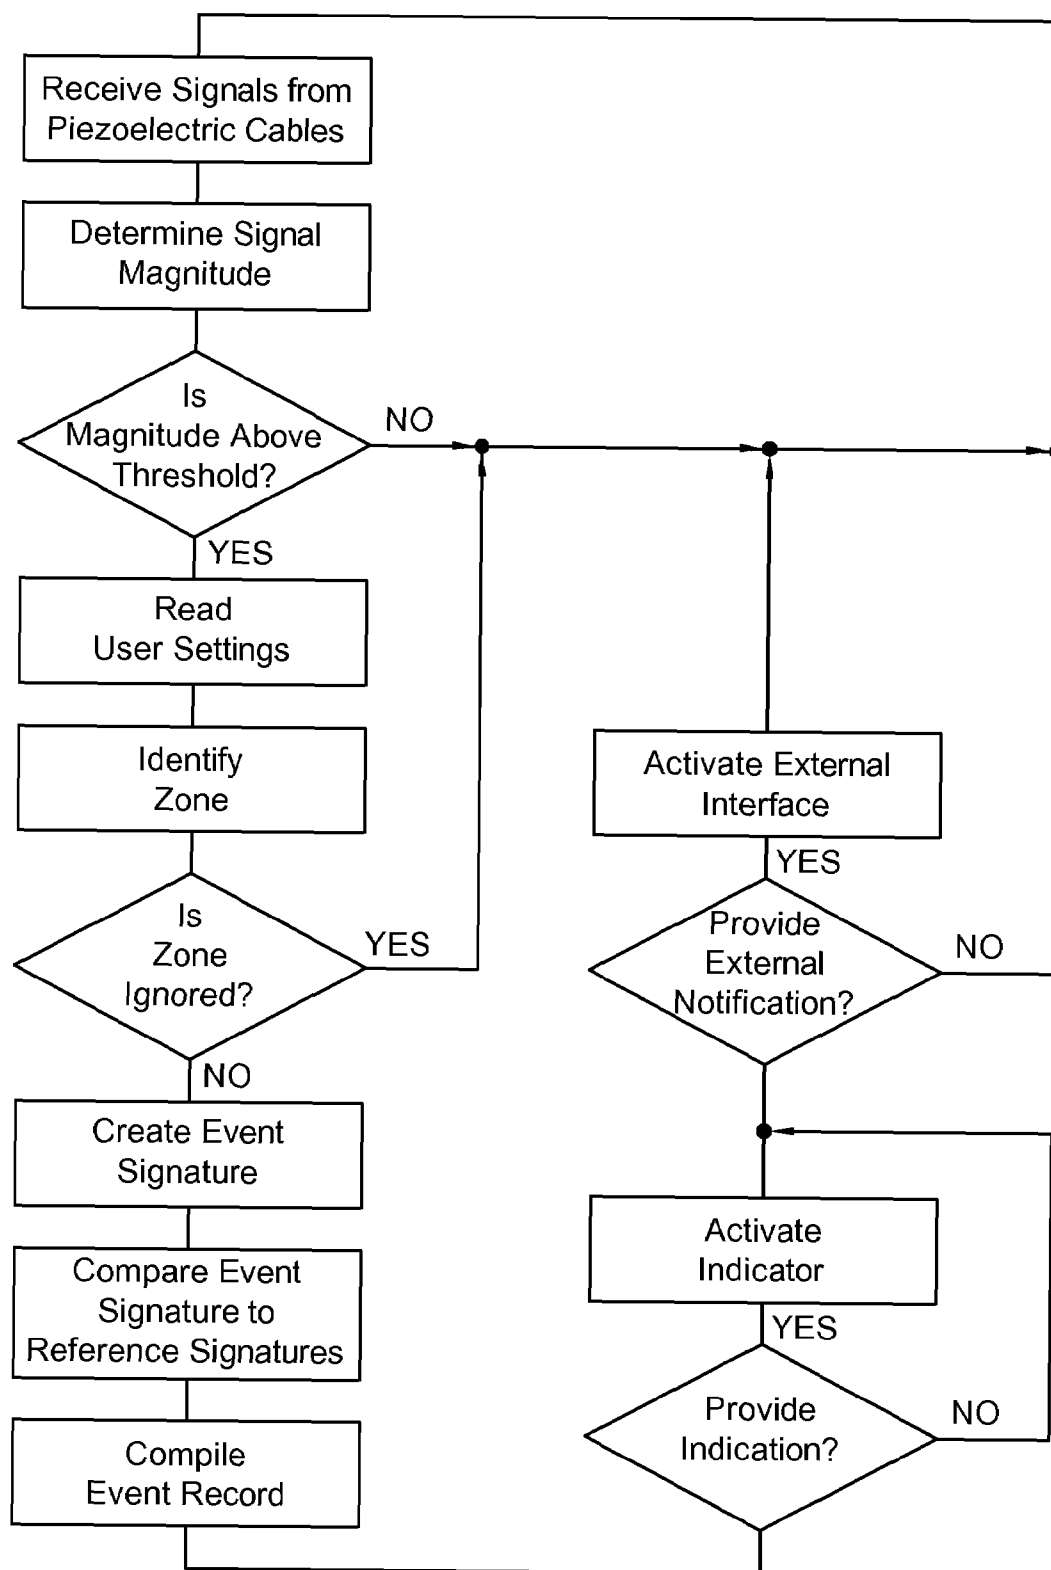 Receive Signals from
Piezoelectric Cables
Determine Signal
Magnitude
Is
Magnitude Above
Threshold?
NO
YES
Read
User Settings
Identify
Zone
Is
Zone
Ignored?
YES
NO
Create Event
Signature
Compare Event
Signature to
Reference Signatures
Compile
Event Record
Activate External
Interface
YES
Provide
External
Notification?
NO
Activate
Indicator
YES
Provide
Indication?
NO